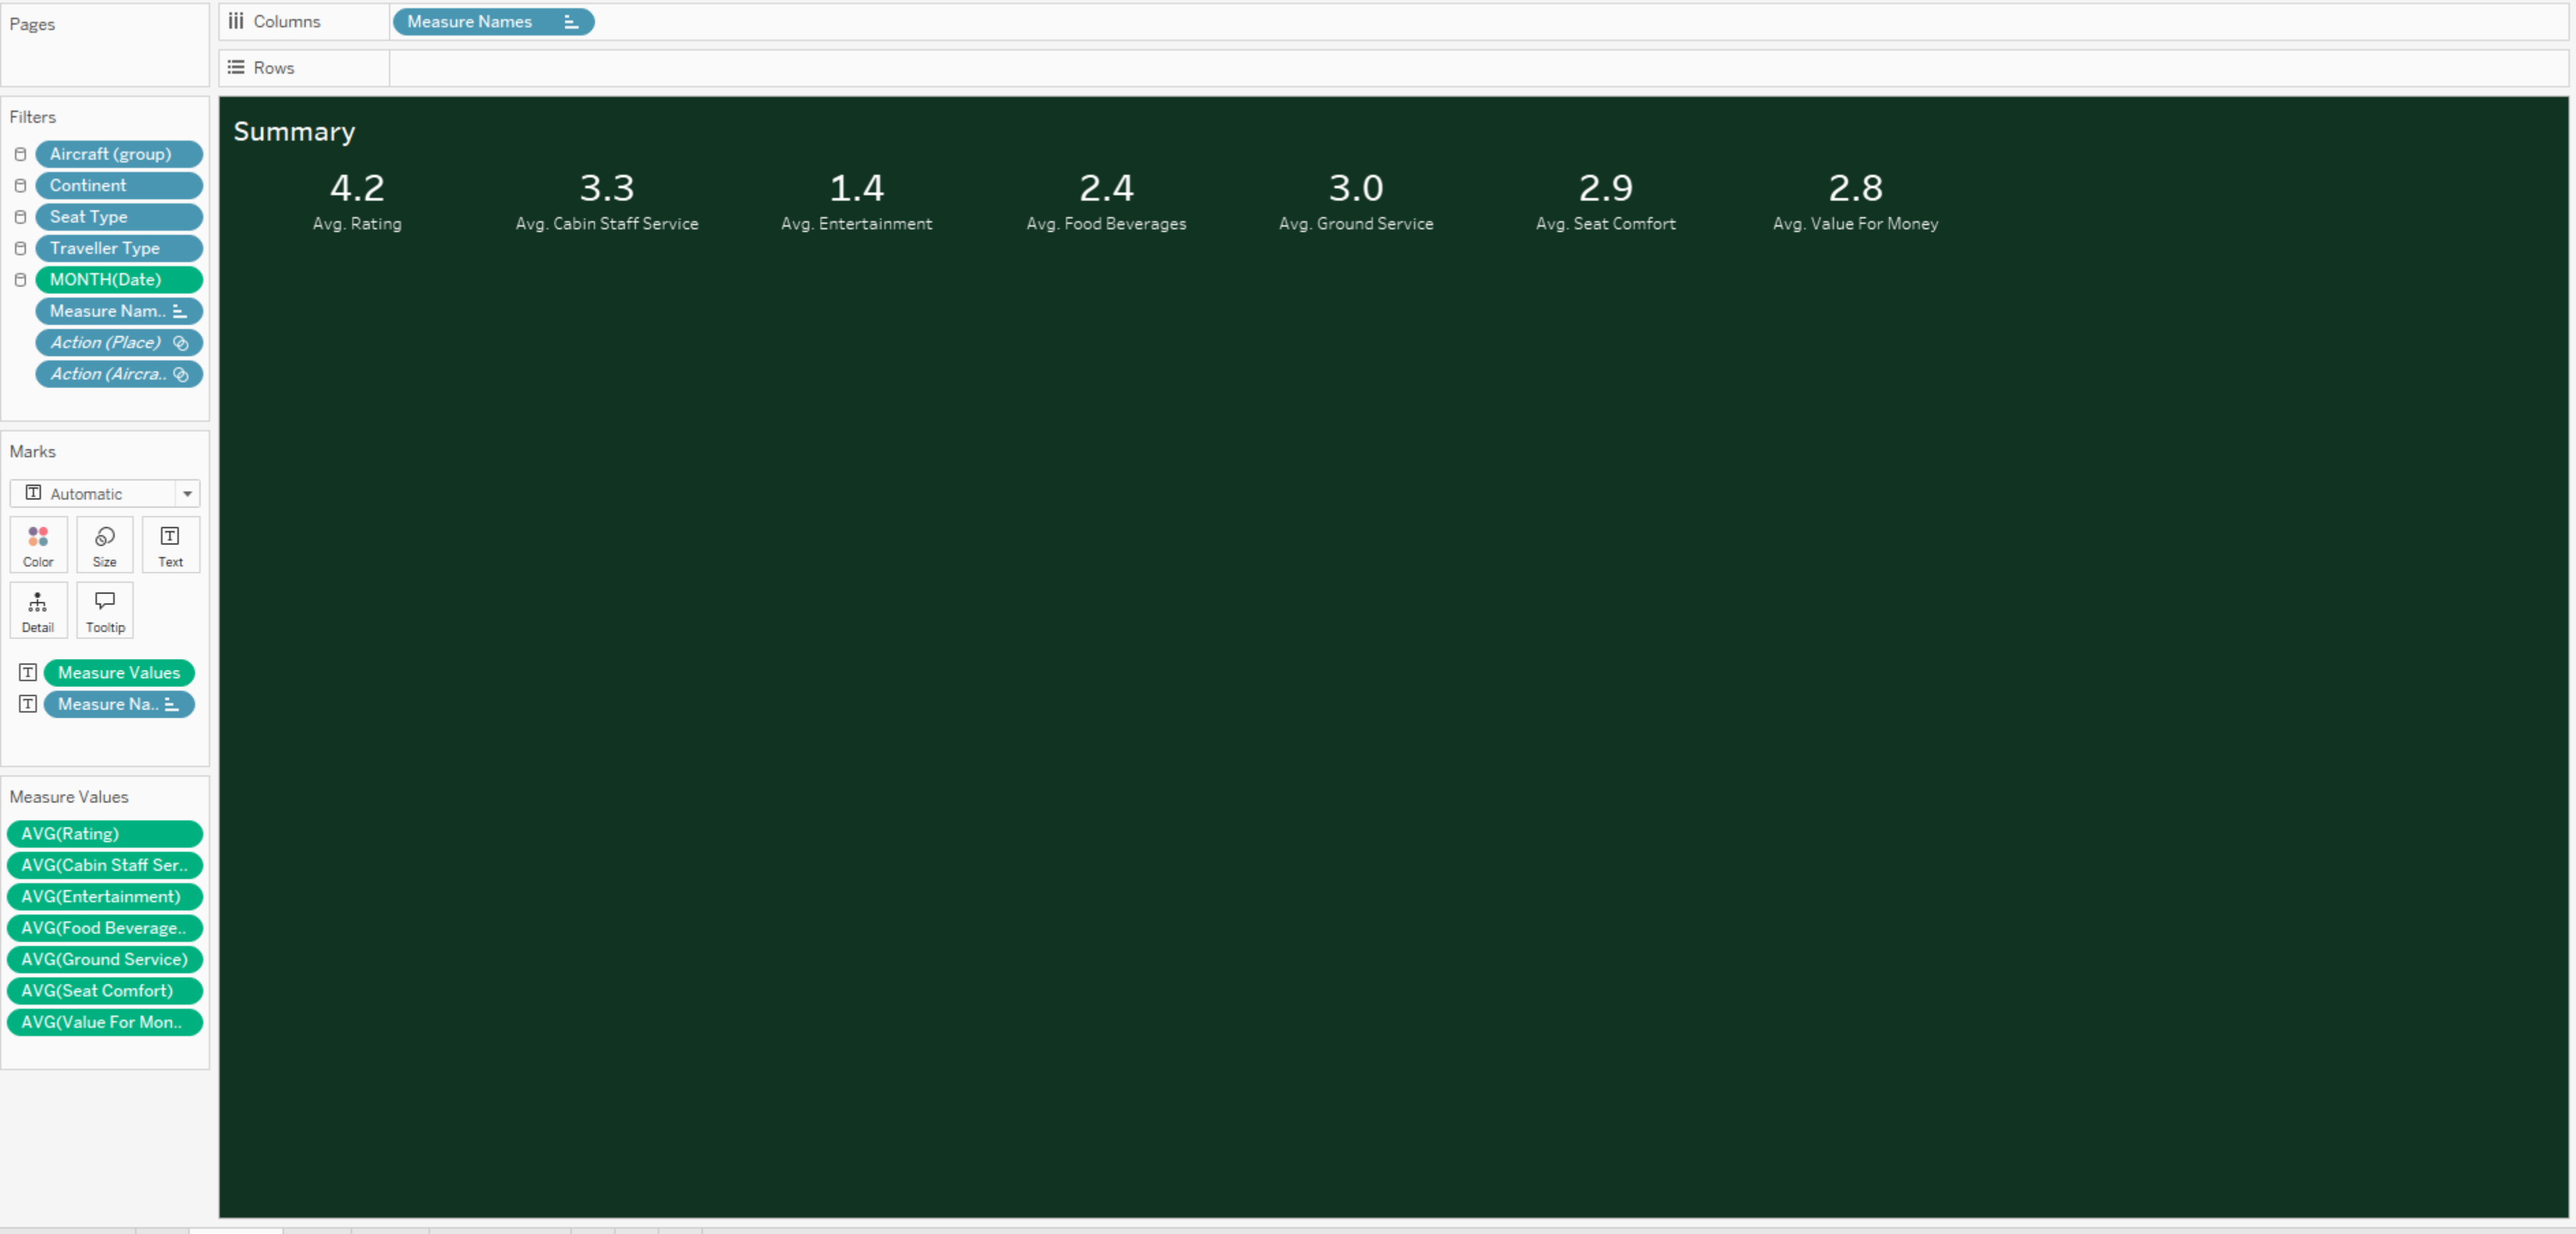 Pages
Columns
Measure Names
Rows
Filters
Aircraft (group)
Continent
Seat Type
Traveller Type
MONTH(Date)
Measure Nam..
Action (Place)
Action (Aircra..
Marks
Automatic
Color
Size
Text
Detail
Tooltip
Measure Values
Measure Na..
Measure Values
AVG(Rating)
AVG(Cabin Staff Ser..
AVG(Entertainment)
AVG(Food Beverage..
AVG(Ground Service)
AVG(Seat Comfort)
AVG(Value For Mon..
Summary
4.2 3.3 1.4 2.4 3.0 2.9 2.8
Avg. Rating Avg. Cabin Staff Service Avg. Entertainment Avg. Food Beverages Avg. Ground Service Avg. Seat Comfort Avg. Value For Money